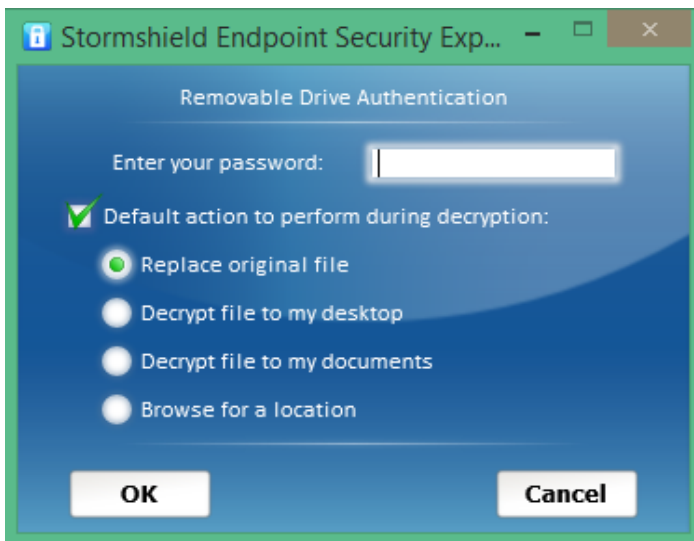 Stormshield Endpoint Security Exp...
Removable Drive Authentication
Enter your password:
Default action to perform during decryption:
Replace original file
Decrypt file to my desktop
Decrypt file to my documents
Browse for a location
OK
Cancel